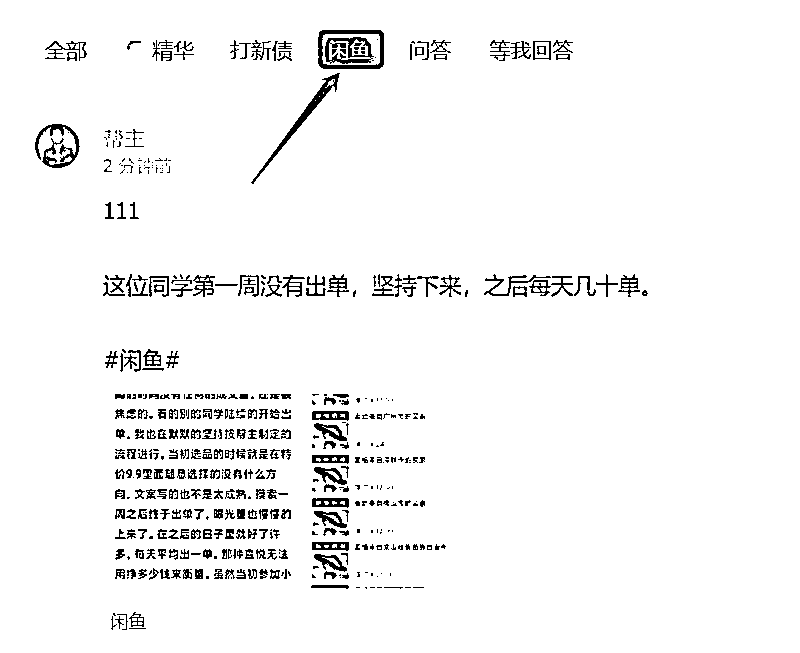 全部 精华 打新债 闲鱼 问答 等我回答
帮主
2 分钟前
111
这位同学第一周没有出单，坚持下来，之后每天几十单。
#闲鱼#
焦虑的。看的别的同学陆续的开始出
单。我也在默默的坚持按帮主制定的
流程进行。当初选品的时候就是在特
价9.9里面随意选择的没有什么方
向。文案写的也不是太成熟。摸索一
周之后终于出单了。曝光量也慢慢的
上来了。在之后的日子里就好了许
多，每天平均出一单。那种喜悦无法
用挣多少钱来衡量。虽然当初参加小
闲鱼